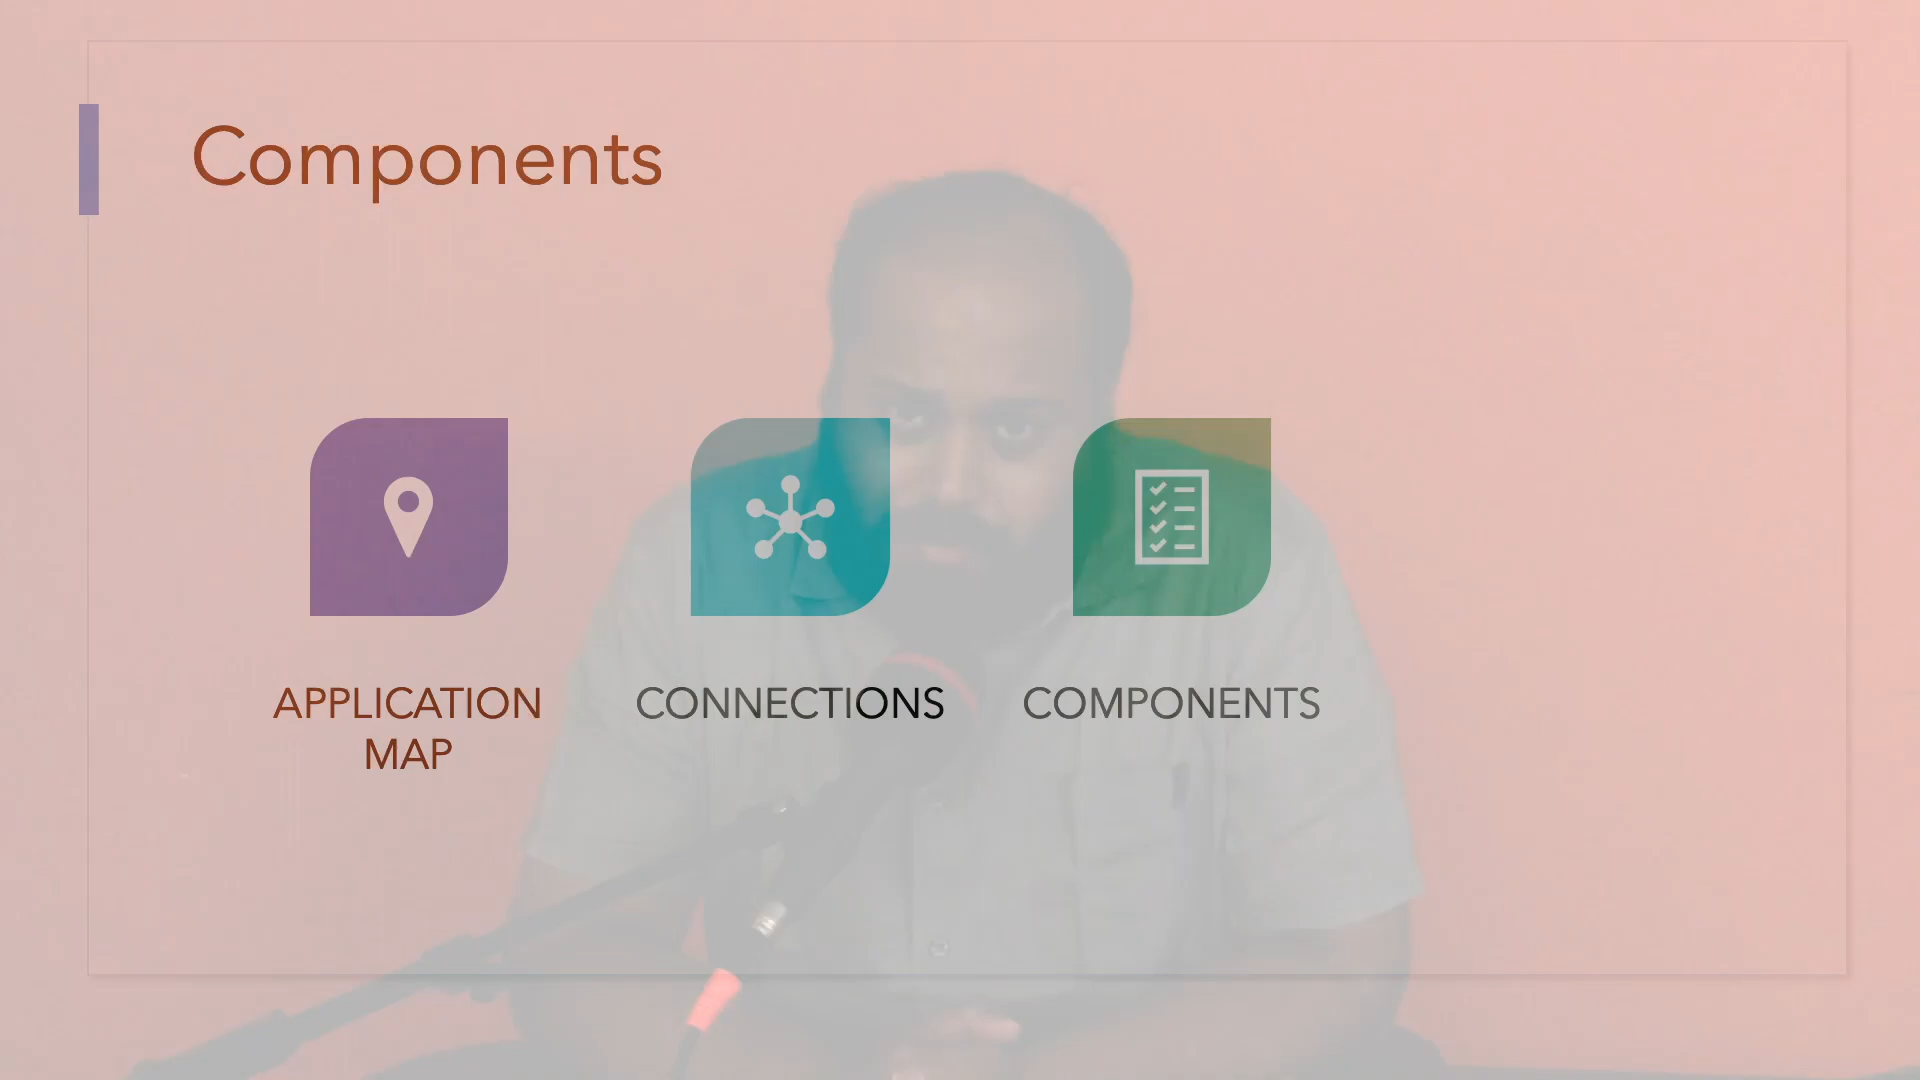 Components
APPLICATION
MAP
CONNECTIONS
COMPONENTS